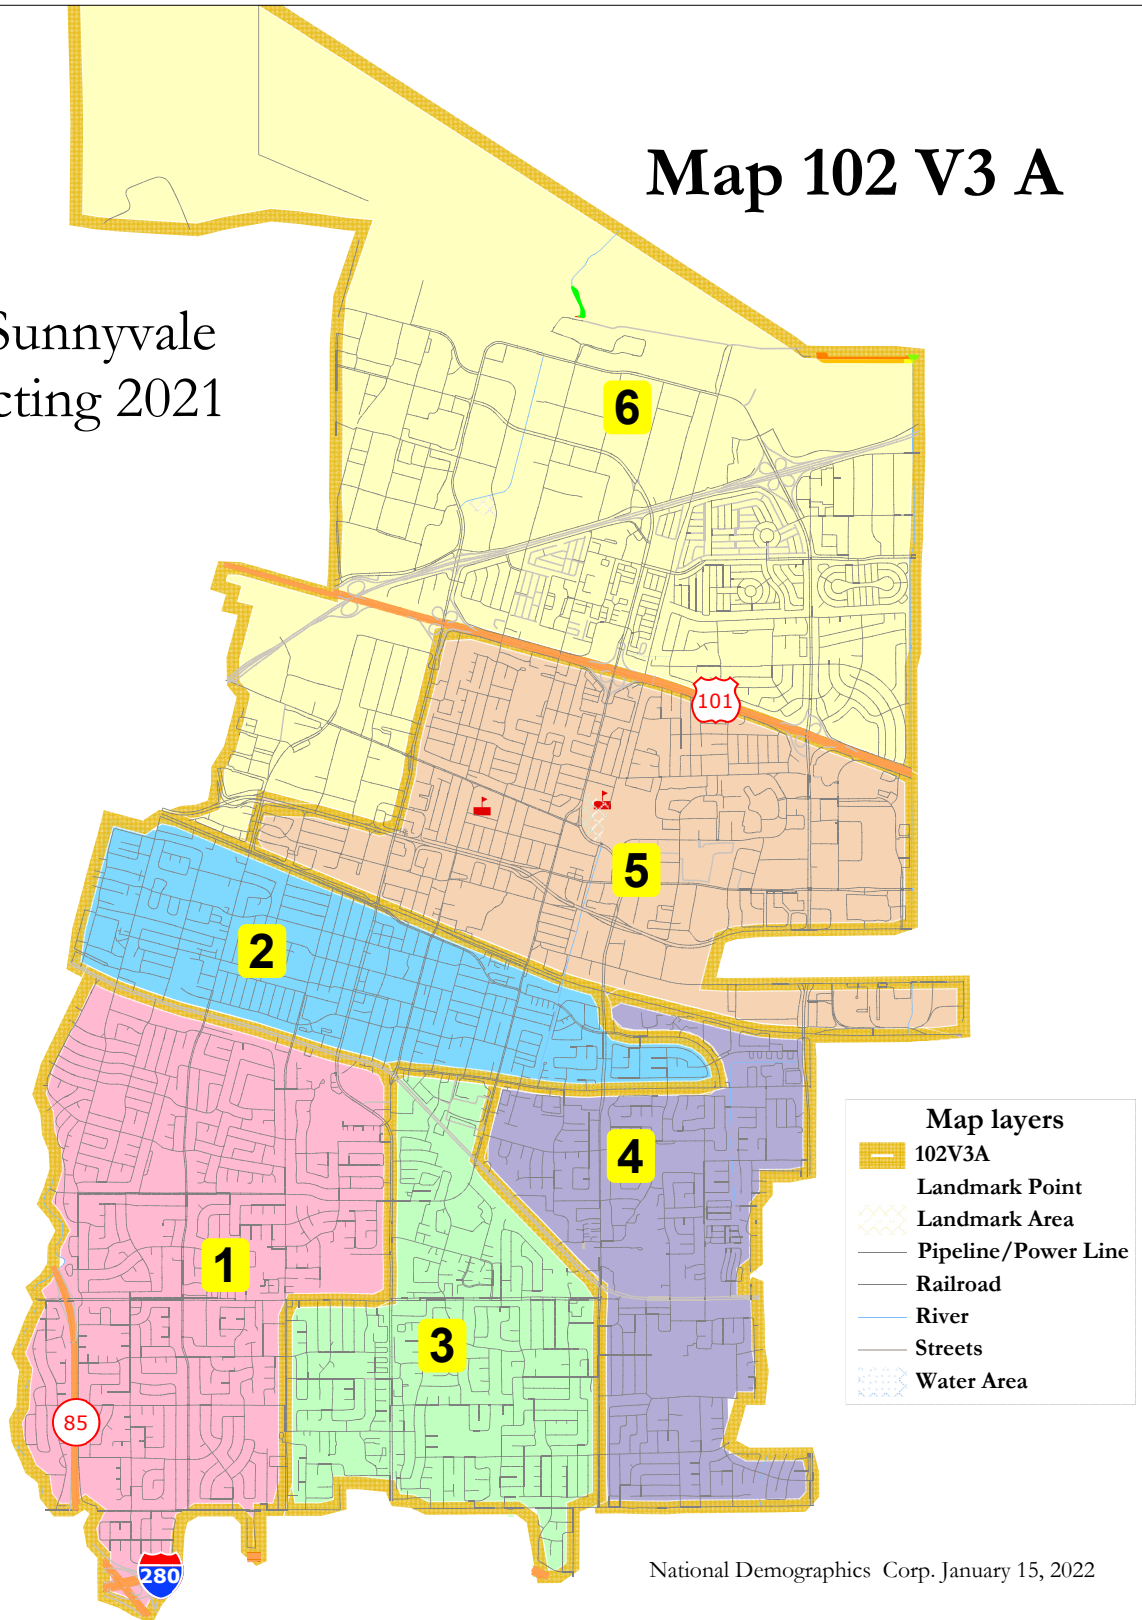 Map 102 V3 A
Sunnyvale
cting 2021
6
101
5
2
4
1
3
85
280
Map layers
102V3A
Landmark Point
Landmark Area
Pipeline/Power Line
Railroad
River
Streets
Water Area
National Demographics Corp. January 15, 2022